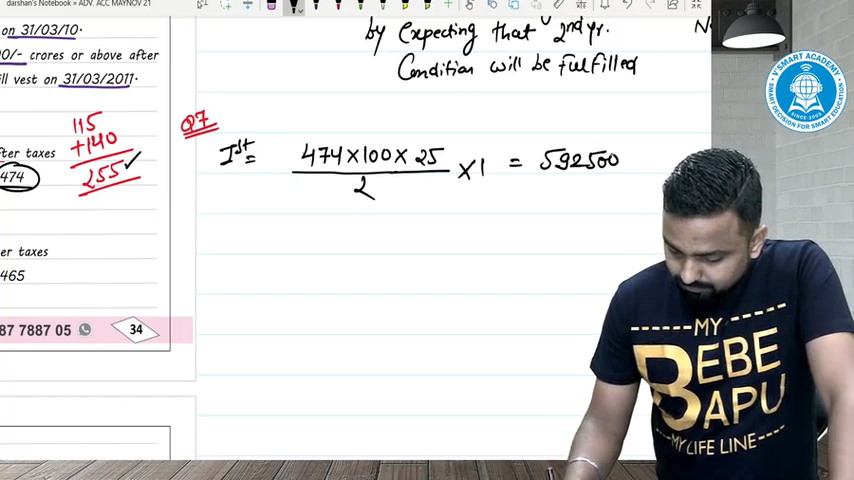 darshan's Notebook » ADV. ACC MAYNOV 21
on 31/03/10.
00/- crores or above after
ill vest on 31/03/2011.
115
+140
255 ✓
after taxes
474
er taxes
465
87 7887 05
34
by Expecting that 2nd yr.
Condition will be fulfilled
Q7
Ist = 474×100×25 / 2 ×1 = 592500
V'SMART ACADEMY
SINCE-2005
SMART DECISION FOR SMART EDUCATION
MY
BEBE
BAPU
MY LIFE LINE